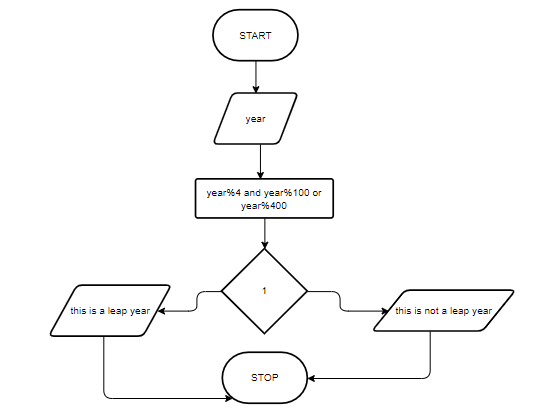 START
year
year%4 and year%100 or
year%400
1
this is a leap year
this is not a leap year
STOP